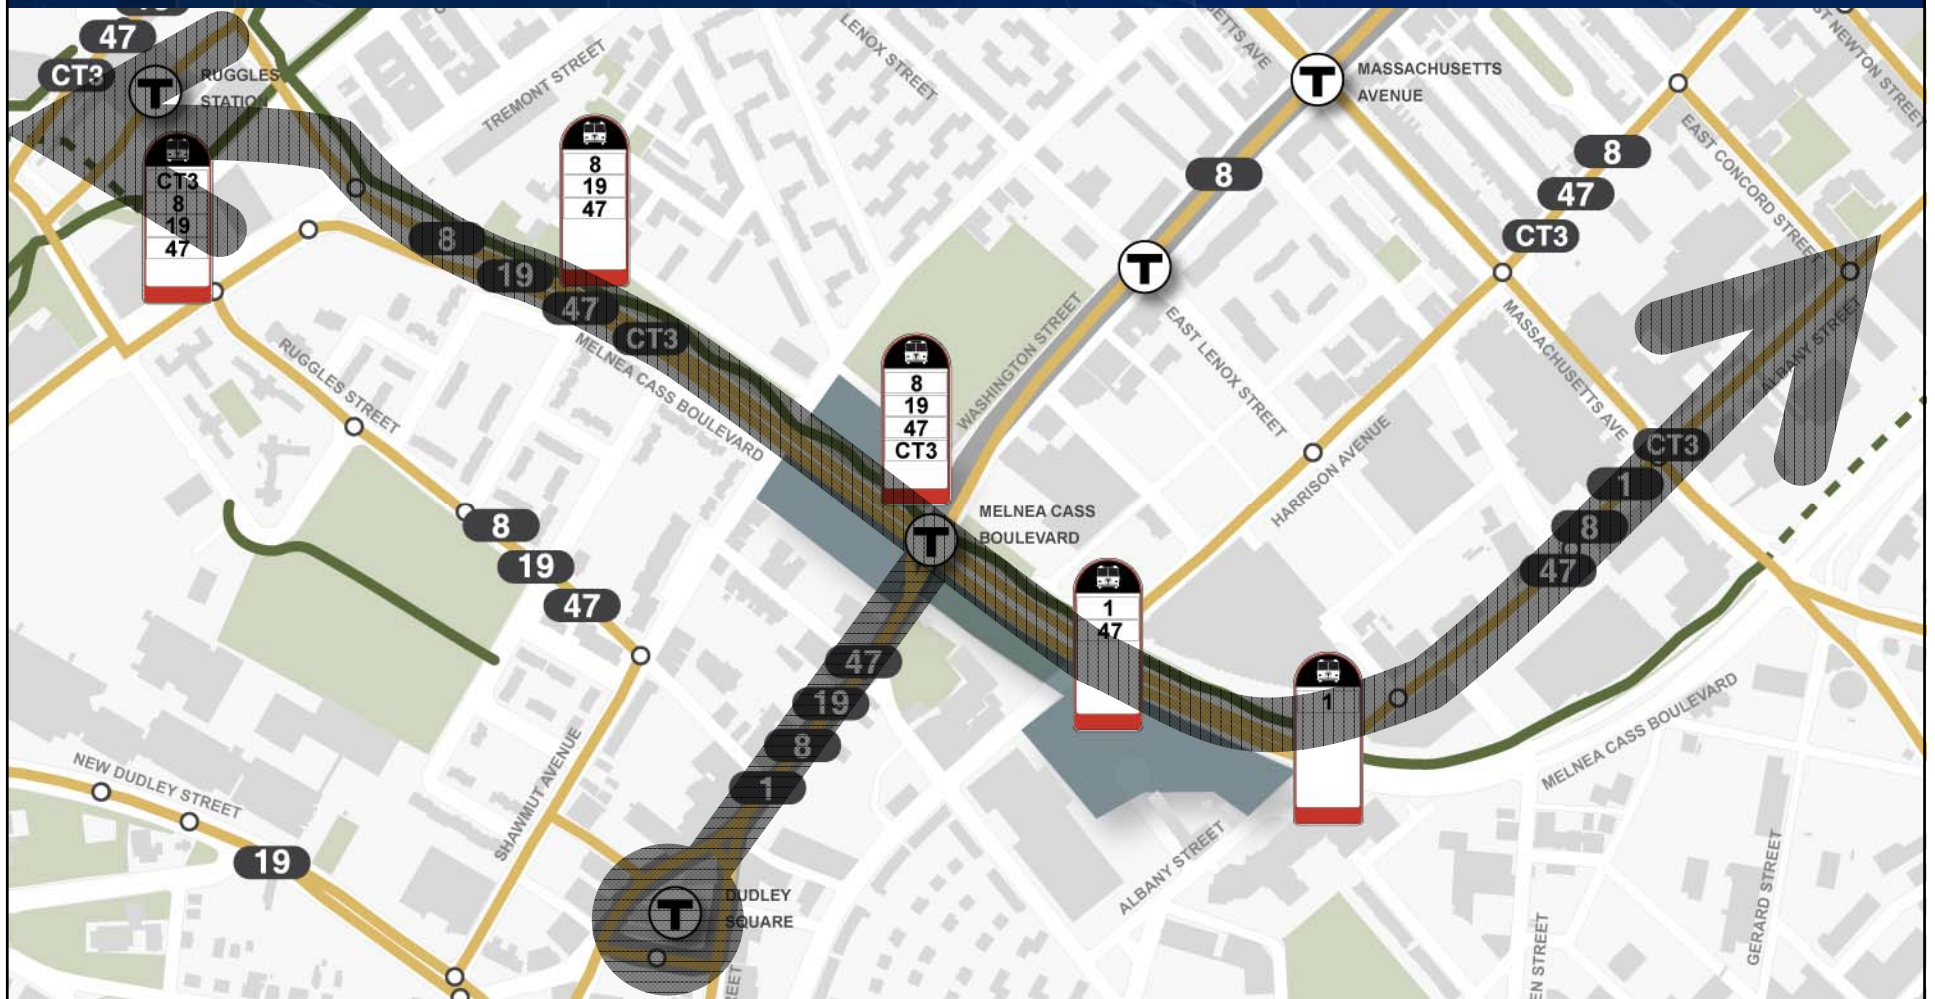 47
CT3
T
RUGGLES
STATION
CT3
8
19
47
TREMONT STREET
LENOX STREET
8
19
47
8
19
47
CT3
MELNEA CASS BOULEVARD
RUGGLES STREET
8
19
47
T
MASSACHUSETTS
AVENUE
8
T
WASHINGTON STREET
EAST LENOX STREET
HARRISON AVENUE
8
47
CT3
EAST CONCORD STREET
MASSACHUSETTS AVE
ALBANY STREET
CT3
1
8
47
8
19
47
CT3
T
MELNEA CASS
BOULEVARD
1
47
1
47
19
8
1
T
DUDLEY
SQUARE
NEW DUDLEY STREET
19
SHAWMUT AVENUE
ALBANY STREET
MELNEA CASS BOULEVARD
GERARD STREET
STREET